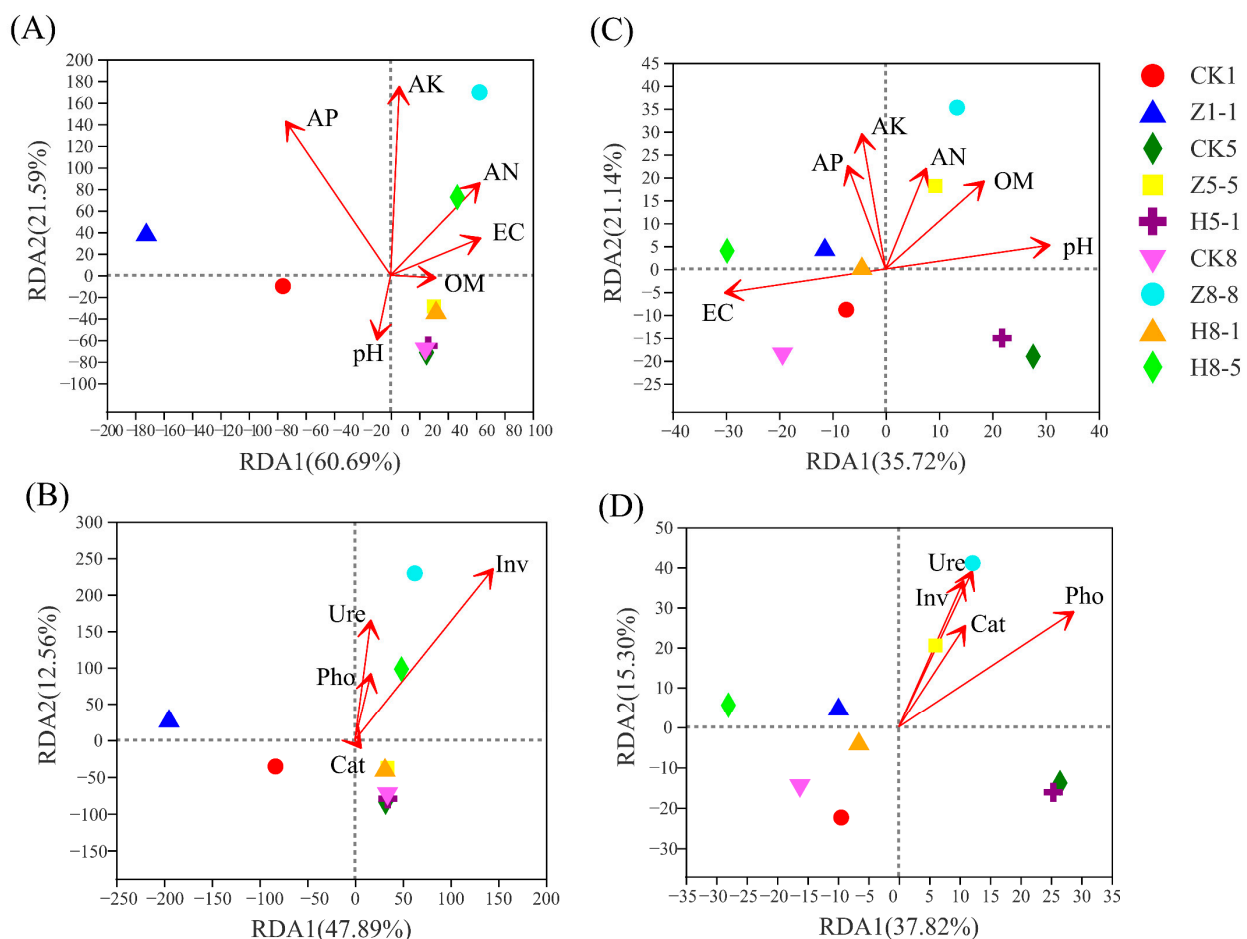 (A)
200
180
160
140
120
100
80
60
40
20
0
−20
−40
−60
−80
−100
RDA2(21.59%)
AP
AK
AN
EC
OM
pH
−200 −180 −160 −140 −120 −100 −80 −60 −40 −20 0 20 40 60 80 100
RDA1(60.69%)
(C)
45
40
35
30
25
20
15
10
5
0
−5
−10
−15
−20
−25
RDA2(21.14%)
AK
AP
AN
OM
pH
EC
−40 −30 −20 −10 0 10 20 30 40
RDA1(35.72%)
CK1
Z1-1
CK5
Z5-5
H5-1
CK8
Z8-8
H8-1
H8-5
(B)
300
250
200
150
100
50
0
−50
−100
−150
RDA2(12.56%)
Inv
Ure
Pho
Cat
−250 −200 −150 −100 −50 0 50 100 150 200
RDA1(47.89%)
(D)
50
40
30
20
10
0
−10
−20
−30
RDA2(15.30%)
Ure
Inv
Cat
Pho
−35 −30 −25 −20 −15 −10 −5 0 5 10 15 20 25 30 35
RDA1(37.82%)